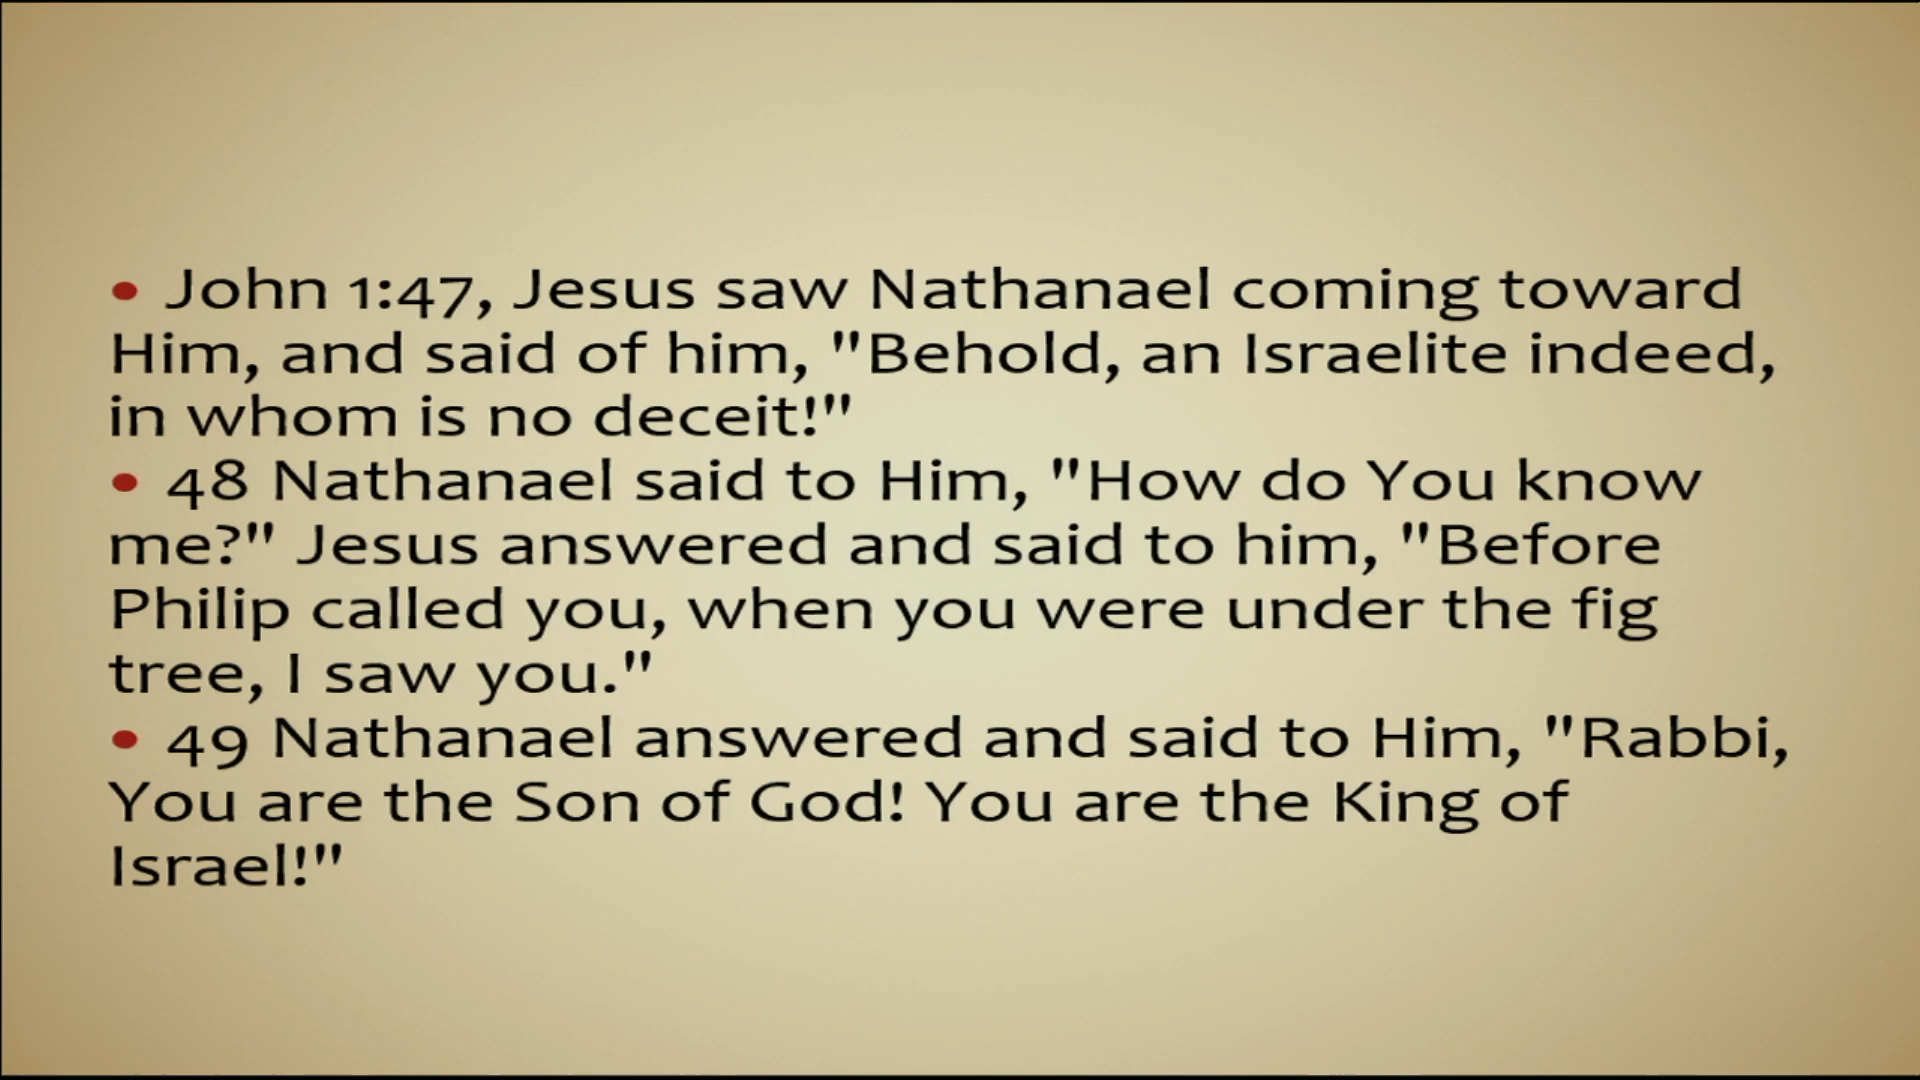 • John 1:47, Jesus saw Nathanael coming toward
Him, and said of him, "Behold, an Israelite indeed,
in whom is no deceit!"
• 48 Nathanael said to Him, "How do You know
me?" Jesus answered and said to him, "Before
Philip called you, when you were under the fig
tree, I saw you."
• 49 Nathanael answered and said to Him, "Rabbi,
You are the Son of God! You are the King of
Israel!"